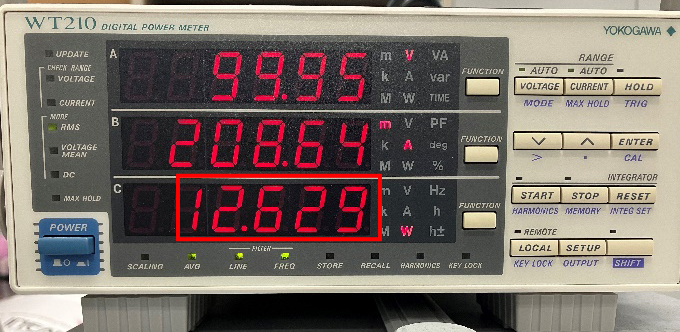 WT210 DIGITAL POWER METER
YOKOGAWA
UPDATE
CHECK RANGE
VOLTAGE
CURRENT
MODE
RMS
VOLTAGE MEAN
DC
MAX HOLD
POWER
A 99.95 m V VA
k A var
M W TIME
FUNCTION
B 208.64 m V PF
k A deg
M W %
FUNCTION
C 12.629 m V Hz
k A h
M W h±
FUNCTION
FILTER
SCALING AVG LINE FREQ STORE RECALL HARMONICS KEY LOCK
RANGE
AUTO AUTO
VOLTAGE CURRENT HOLD
MODE MAX HOLD TRIG
ENTER
> . CAL
INTEGRATOR
START STOP RESET
HARMONICS MEMORY INTEG SET
REMOTE
LOCAL SETUP
KEY LOCK OUTPUT SHIFT